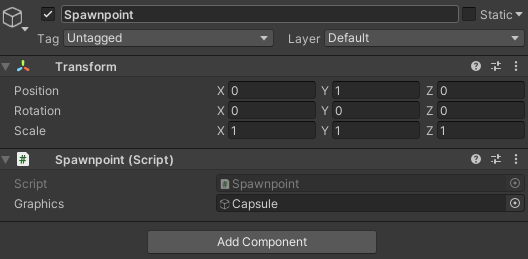 Spawnpoint Static
Tag Untagged Layer Default
Transform
Position X 0 Y 1 Z 0
Rotation X 0 Y 0 Z 0
Scale X 1 Y 1 Z 1
# Spawnpoint (Script)
Script # Spawnpoint
Graphics Capsule
Add Component